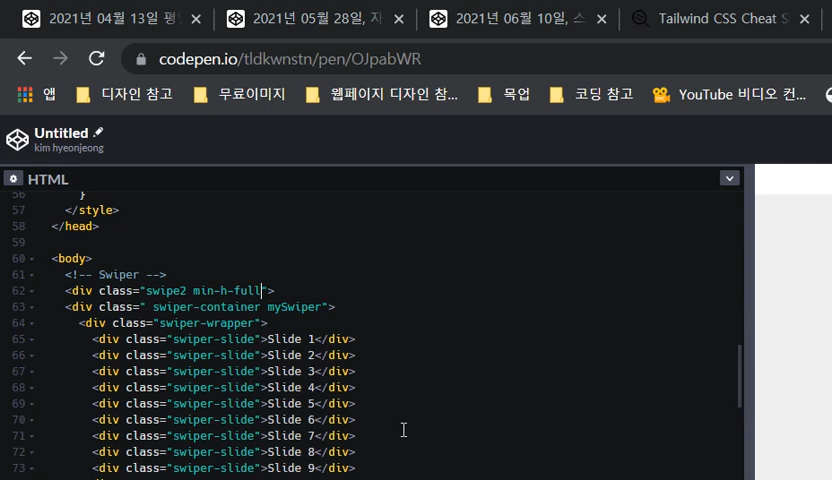 2021년 04월 13일 평일
2021년 05월 28일, 자
2021년 06월 10일, 스
Tailwind CSS Cheat S
codepen.io/tldkwnstn/pen/OJpabWR
앱
디자인 참고
무료이미지
웹페이지 디자인 참...
목업
코딩 참고
YouTube 비디오 컨...
Untitled
kim hyeonjeong
HTML
56 }
57 </style>
58 </head>
59
60 <body>
61 <!-- Swiper -->
62 <div class="swipe2 min-h-full">
63 <div class=" swiper-container mySwiper">
64 <div class="swiper-wrapper">
65 <div class="swiper-slide">Slide 1</div>
66 <div class="swiper-slide">Slide 2</div>
67 <div class="swiper-slide">Slide 3</div>
68 <div class="swiper-slide">Slide 4</div>
69 <div class="swiper-slide">Slide 5</div>
70 <div class="swiper-slide">Slide 6</div>
71 <div class="swiper-slide">Slide 7</div>
72 <div class="swiper-slide">Slide 8</div>
73 <div class="swiper-slide">Slide 9</div>